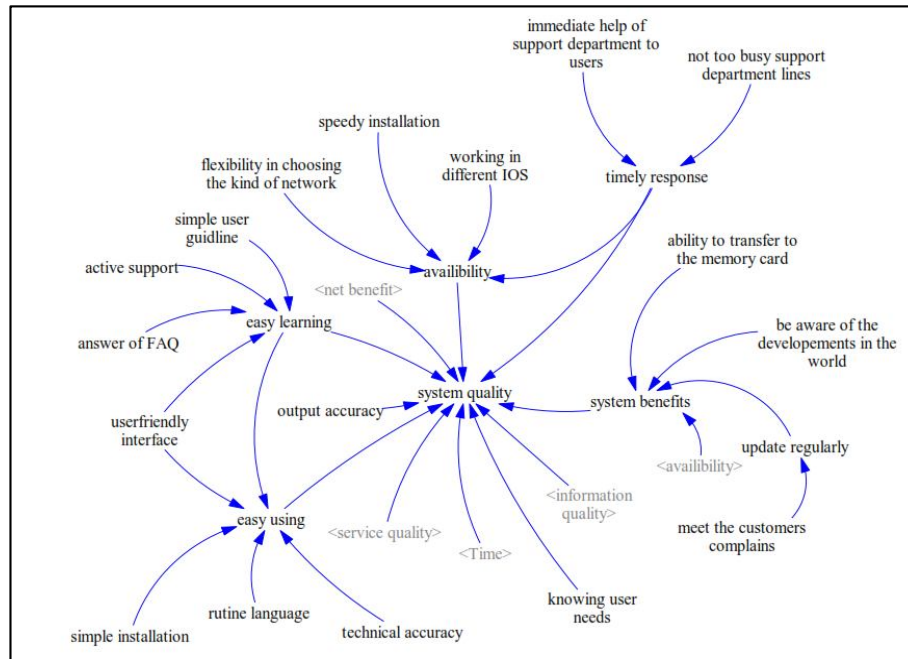 immediate help of
support department to
users
not too busy support
department lines
speedy installation
flexibility in choosing
the kind of network
working in
different IOS
timely response
simple user
guidline
active support
availibility
ability to transfer to
the memory card
<net benefit>
easy learning
answer of FAQ
be aware of the
developements in the
world
system quality
system benefits
output accuracy
userfriendly
interface
update regularly
<availibility>
<information
quality>
easy using
<service quality>
<Time>
meet the customers
complains
knowing user
needs
rutine language
simple installation
technical accuracy